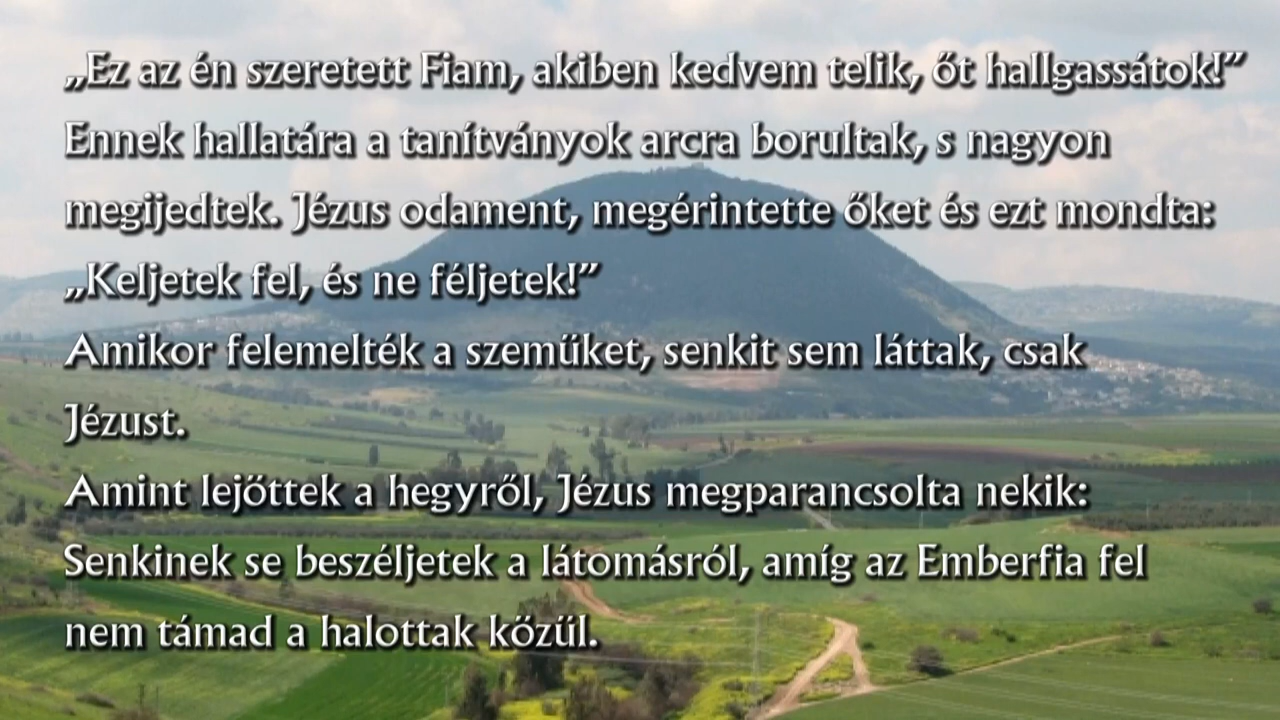 „Ez az én szeretett Fiam, akiben kedvem telik, őt hallgassátok!”
Ennek hallatára a tanítványok arcra borultak, s nagyon
megijedtek. Jézus odament, megérintette őket és ezt mondta:
„Keljetek fel, és ne féljetek!”
Amikor felemelték a szeműket, senkit sem láttak, csak
Jézust.
Amint lejöttek a hegyről, Jézus megparancsolta nekik:
Senkinek se beszéljetek a látomásról, amíg az Emberfia fel
nem támad a halottak kőzűl.